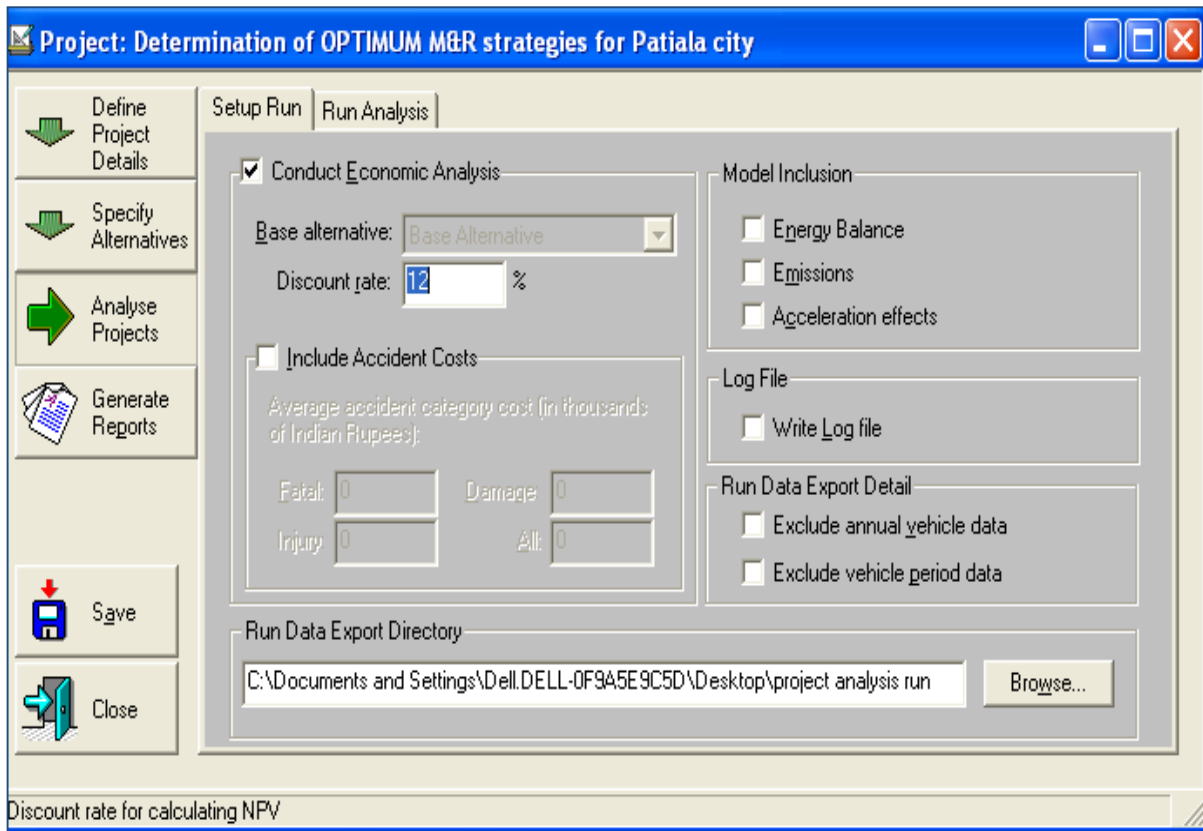 Project: Determination of OPTIMUM M&R strategies for Patiala city
Define
Project
Details
Specify
Alternatives
Analyse
Projects
Generate
Reports
Save
Close
Setup Run
Run Analysis
Conduct Economic Analysis
Base alternative: Base Alternative
Discount rate: 12 %
Include Accident Costs
Average accident category cost (in thousands
of Indian Rupees):
Fatal: 0 Damage 0
Injury 0 All: 0
Model Inclusion
Energy Balance
Emissions
Acceleration effects
Log File
Write Log file
Run Data Export Detail
Exclude annual vehicle data
Exclude vehicle period data
Run Data Export Directory
C:\Documents and Settings\Dell.DELL-0F9A5E9C5D\Desktop\project analysis run
Browse...
Discount rate for calculating NPV